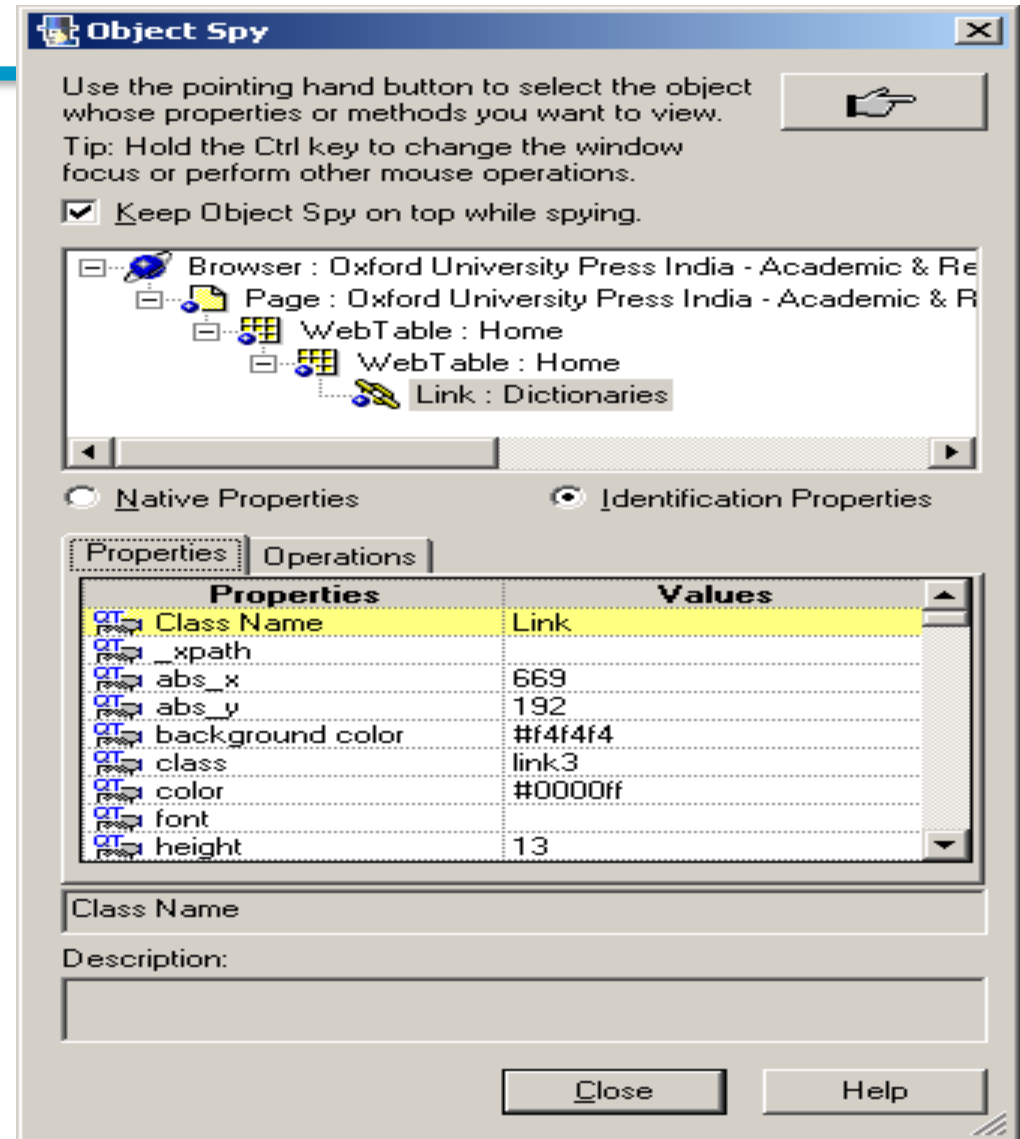 Object Spy
Use the pointing hand button to select the object
whose properties or methods you want to view.
Tip: Hold the Ctrl key to change the window
focus or perform other mouse operations.
Keep Object Spy on top while spying.
Browser : Oxford University Press India - Academic & Re
Page : Oxford University Press India - Academic & R
WebTable : Home
WebTable : Home
Link : Dictionaries
Native Properties Identification Properties
Properties Operations
Properties Values
Class Name Link
_xpath
abs_x 669
abs_y 192
background color #f4f4f4
class link3
color #0000ff
font
height 13
Class Name
Description:
Close Help